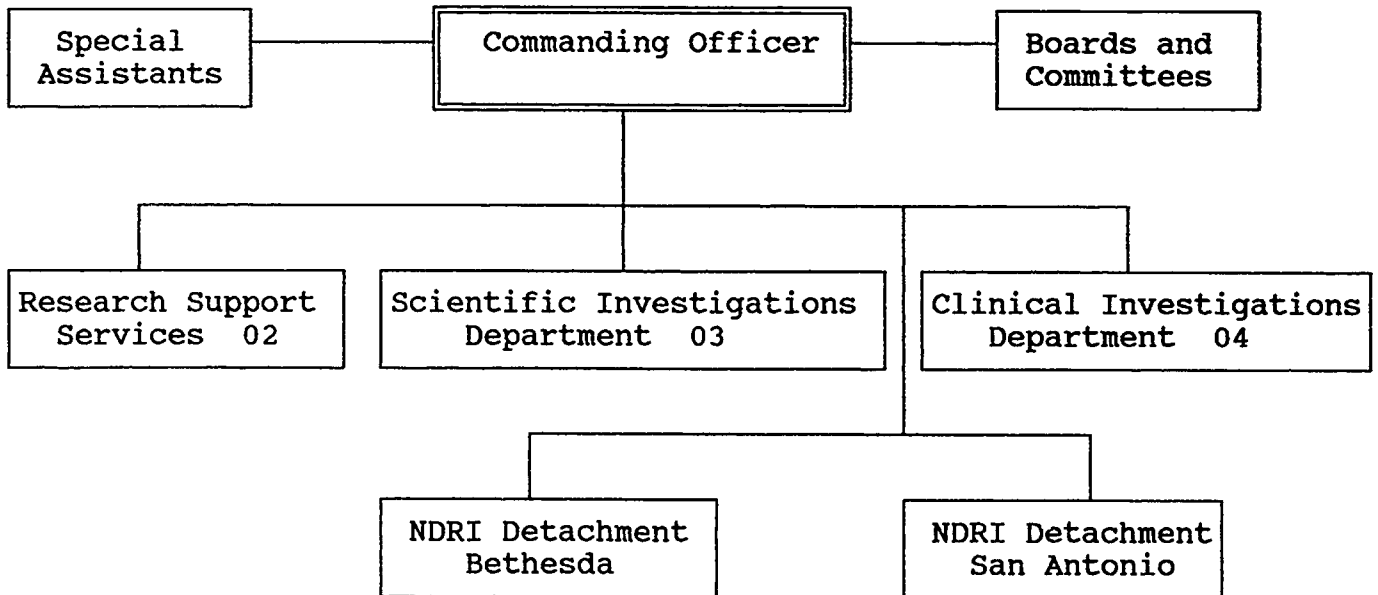 Special
Assistants
Commanding Officer
Boards and
Committees
Research Support
Services 02
Scientific Investigations
Department 03
Clinical Investigations
Department 04
NDRI Detachment
Bethesda
NDRI Detachment
San Antonio